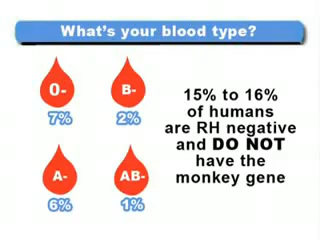 What's your blood type?
O-
B-
7%
2%
A-
AB-
6%
1%
15% to 16%
of humans
are RH negative
and DO NOT
have the
monkey gene